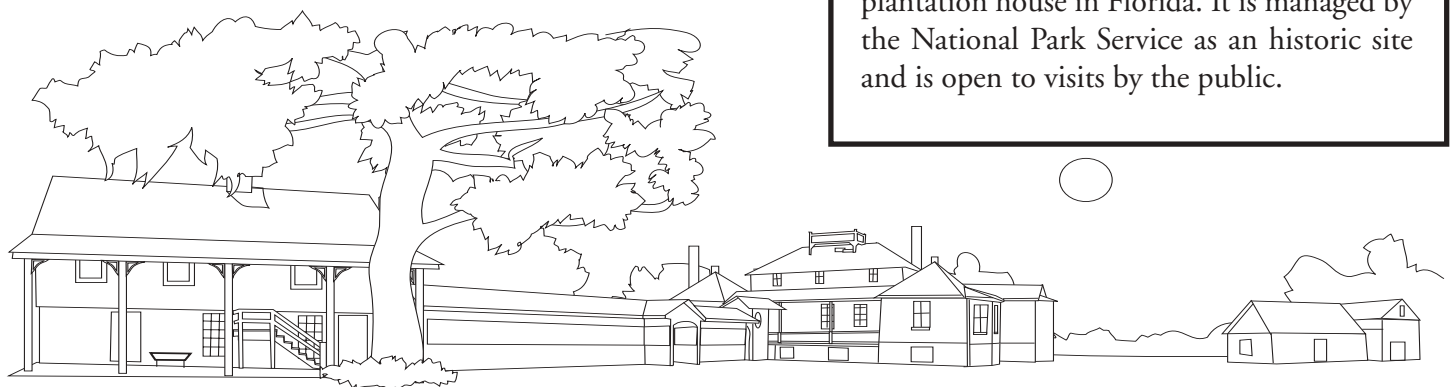 plantation house in Florida. It is managed by
the National Park Service as an historic site
and is open to visits by the public.